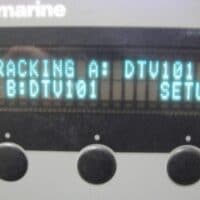 marine
RACKING A: DTV101
B:DTV101 SETU